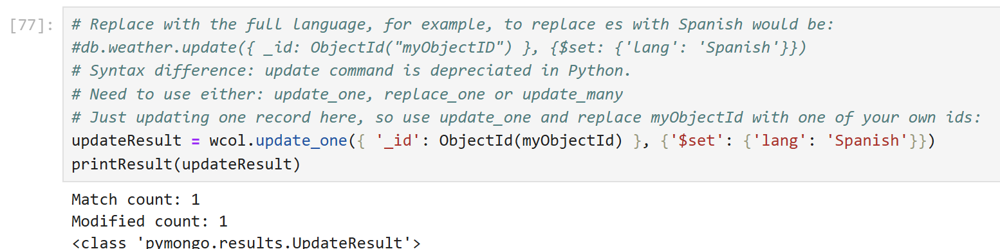 [77]:
# Replace with the full language, for example, to replace es with Spanish would be:
#db.weather.update({ _id: ObjectId("myObjectID") }, {$set: {'lang': 'Spanish'}})
# Syntax difference: update command is depreciated in Python.
# Need to use either: update_one, replace_one or update_many
# Just updating one record here, so use update_one and replace myObjectId with one of your own ids:
updateResult = wcol.update_one({ '_id': ObjectId(myObjectId) }, {'$set': {'lang': 'Spanish'}})
printResult(updateResult)
Match count: 1
Modified count: 1
<class 'pymongo.results.UpdateResult'>